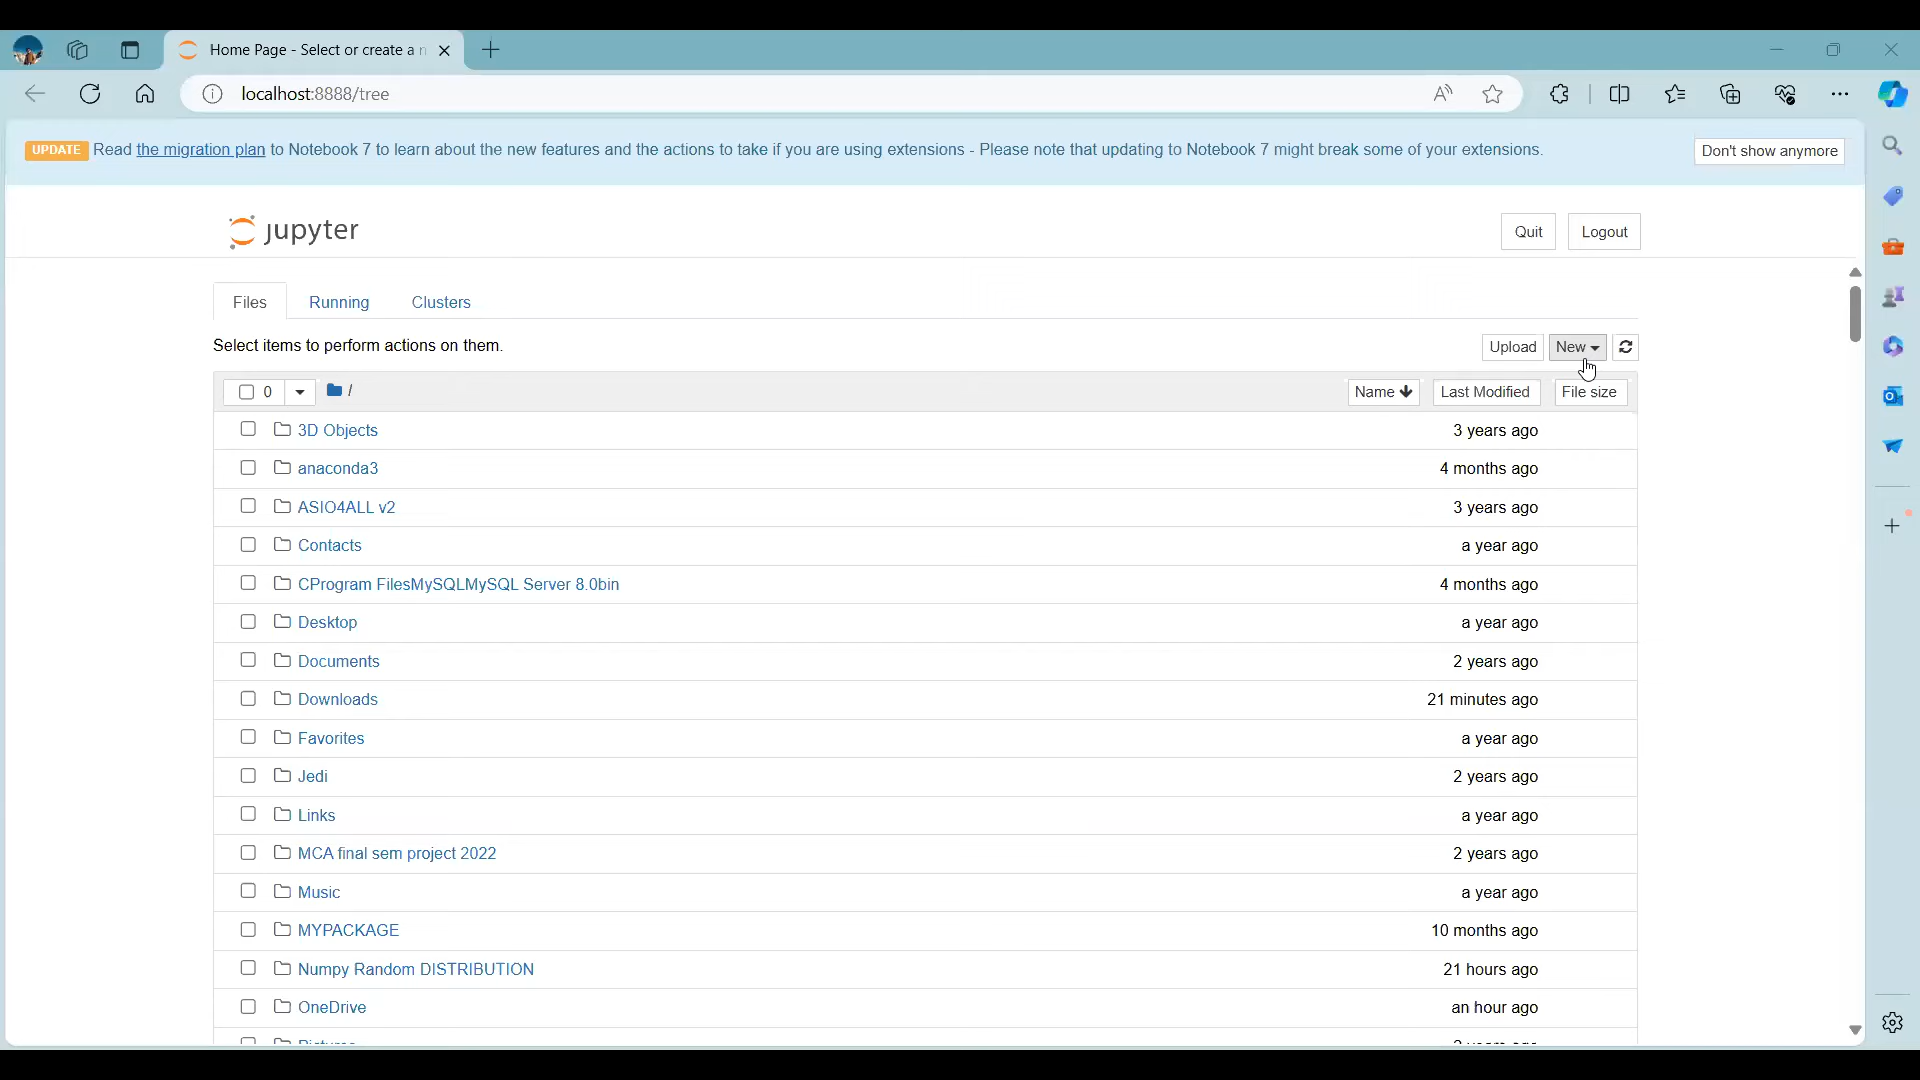 Home Page - Select or create a n
localhost:8888/tree
UPDATE Read the migration plan to Notebook 7 to learn about the new features and the actions to take if you are using extensions - Please note that updating to Notebook 7 might break some of your extensions.
Don't show anymore
jupyter
Quit
Logout
Files
Running
Clusters
Select items to perform actions on them.
Upload
New
0
/
Name
Last Modified
File size
3D Objects 3 years ago
anaconda3 4 months ago
ASIO4ALL v2 3 years ago
Contacts a year ago
CProgram FilesMySQLMySQL Server 8.0bin 4 months ago
Desktop a year ago
Documents 2 years ago
Downloads 21 minutes ago
Favorites a year ago
Jedi 2 years ago
Links a year ago
MCA final sem project 2022 2 years ago
Music a year ago
MYPACKAGE 10 months ago
Numpy Random DISTRIBUTION 21 hours ago
OneDrive an hour ago